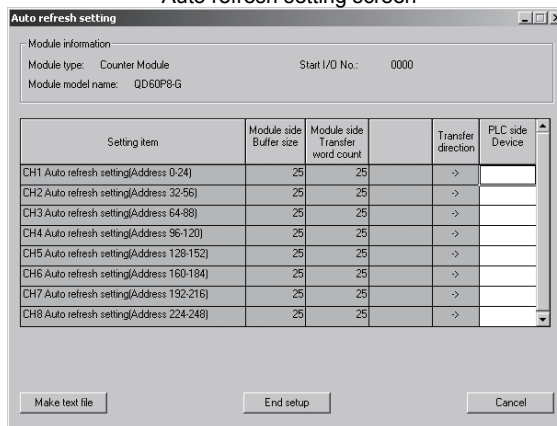 Auto refresh setting screen
Auto refresh setting
Module information
Module type: Counter Module Start I/O No.: 0000
Module model name: QD60P8-G
Setting item Module side Buffer size Module side Transfer word count Transfer direction PLC side Device
CH1 Auto refresh setting(Address 0-24) 25 25 ->
CH2 Auto refresh setting(Address 32-56) 25 25 ->
CH3 Auto refresh setting(Address 64-88) 25 25 ->
CH4 Auto refresh setting(Address 96-120) 25 25 ->
CH5 Auto refresh setting(Address 128-152) 25 25 ->
CH6 Auto refresh setting(Address 160-184) 25 25 ->
CH7 Auto refresh setting(Address 192-216) 25 25 ->
CH8 Auto refresh setting(Address 224-248) 25 25 ->
Make text file End setup Cancel